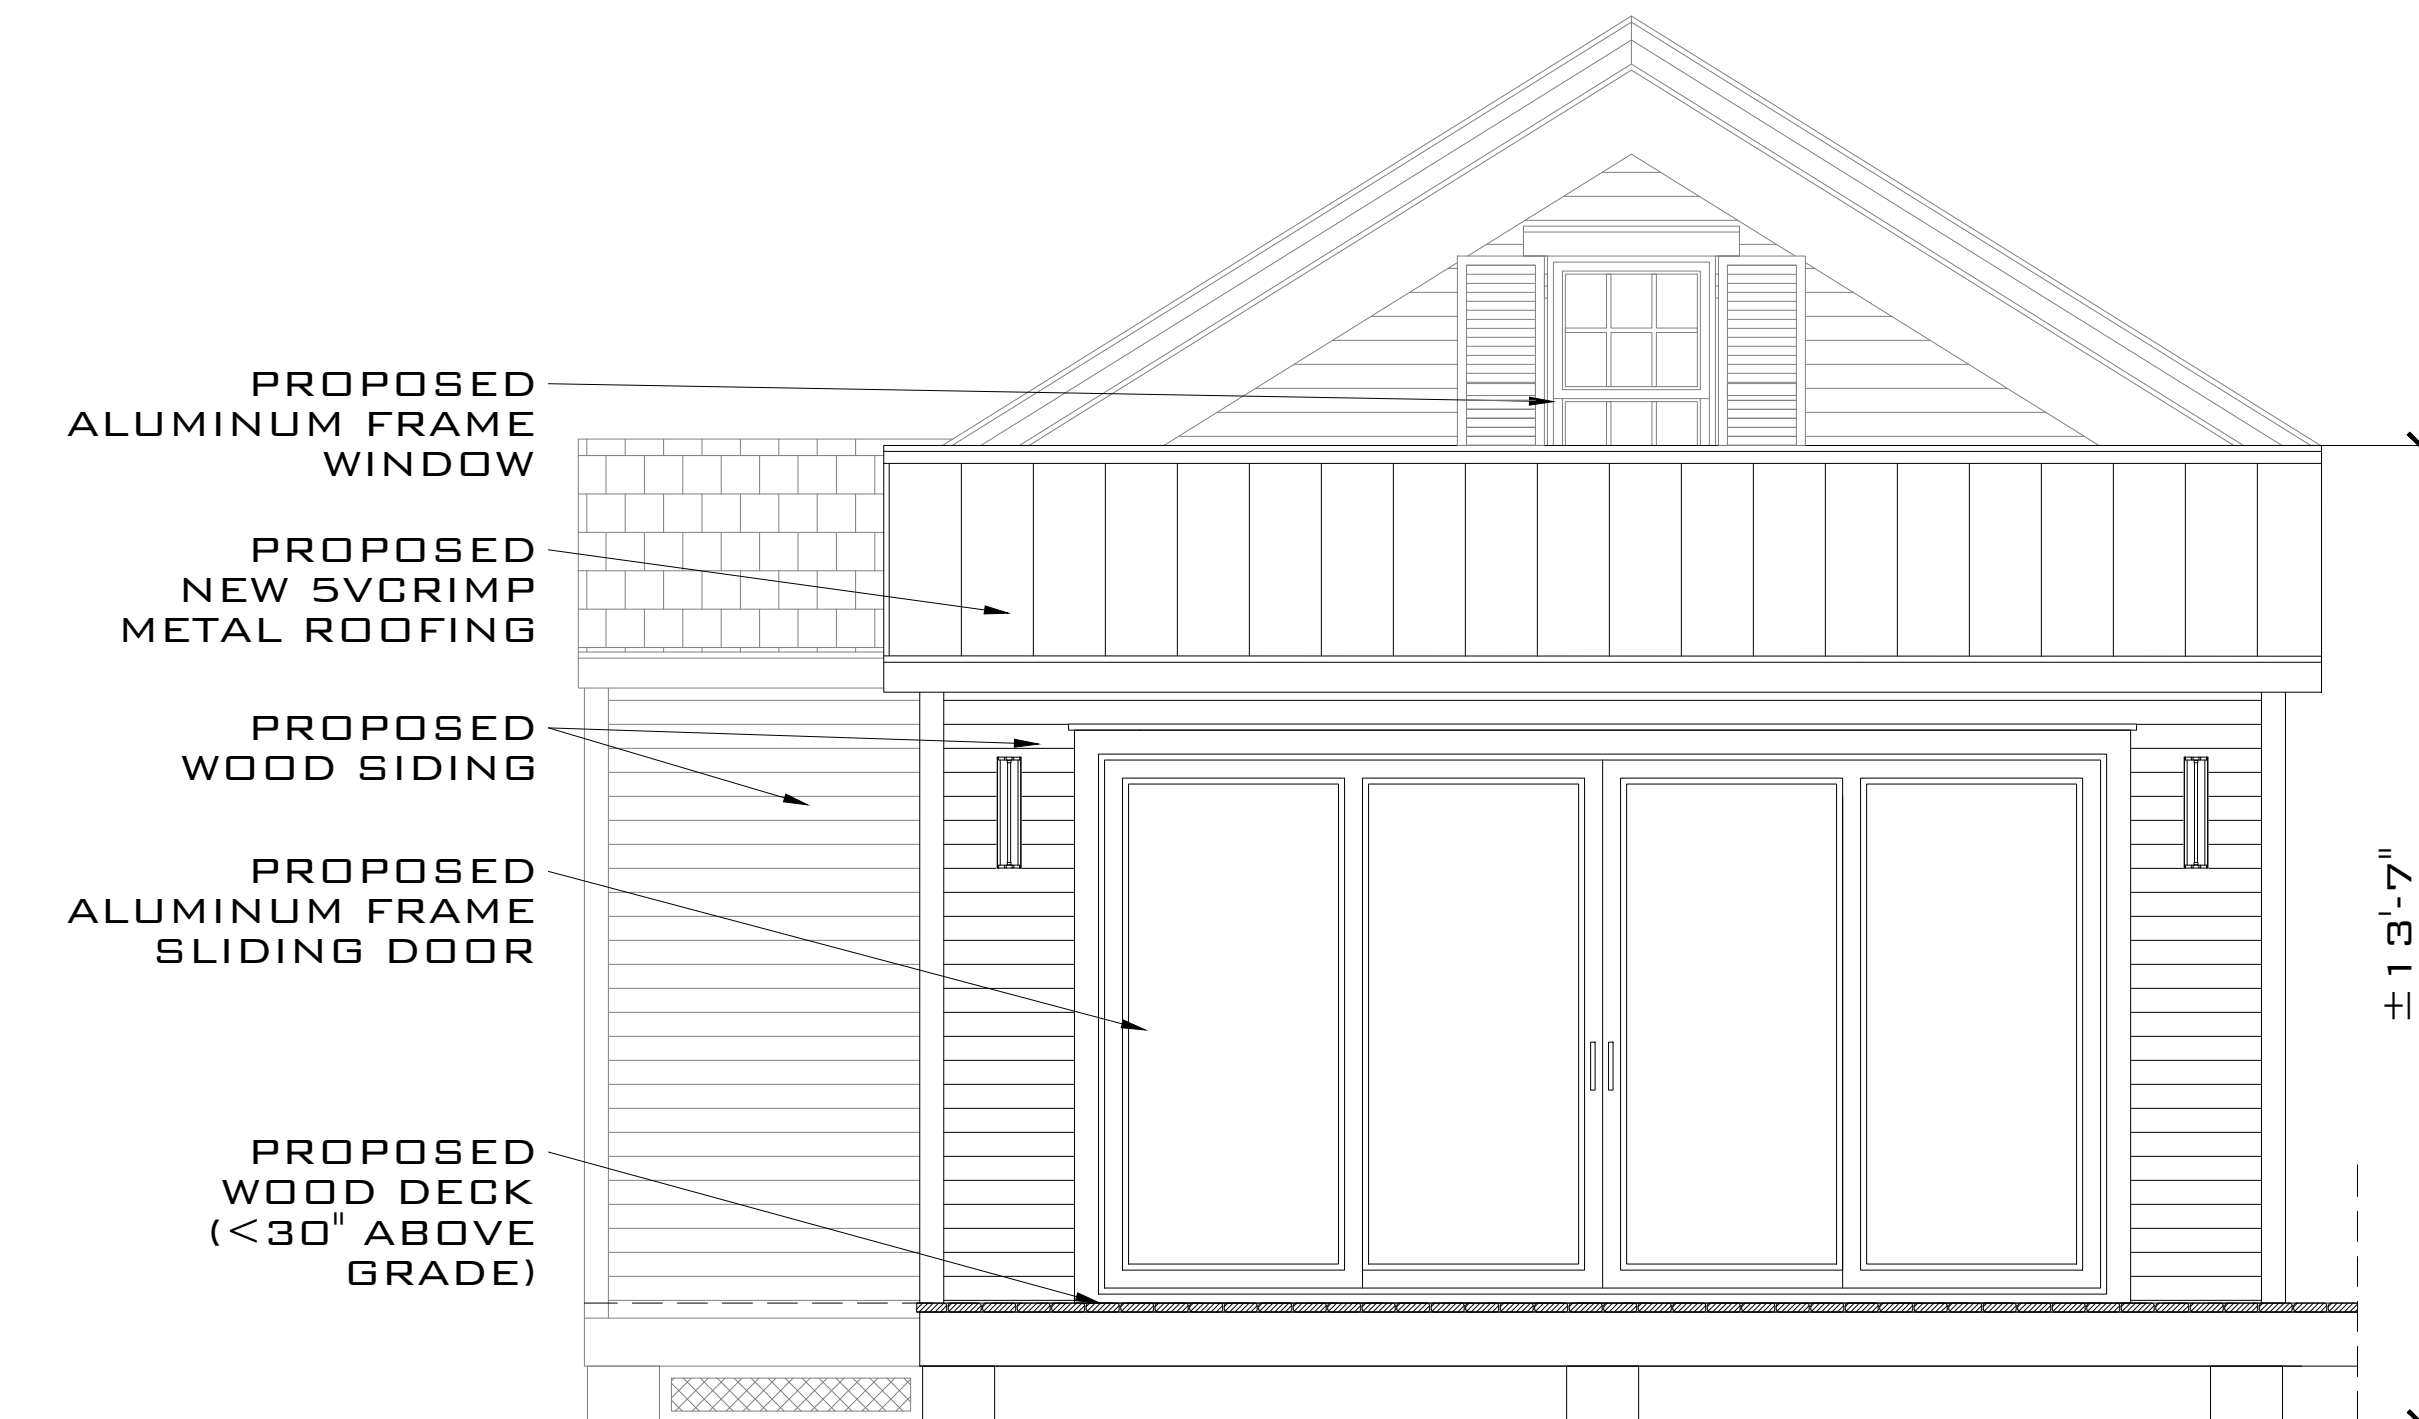 PROPOSED
ALUMINUM FRAME
WINDOW
PROPOSED
NEW 5VCRIMP
METAL ROOFING
PROPOSED
WOOD SIDING
PROPOSED
ALUMINUM FRAME
SLIDING DOOR
PROPOSED
WOOD DECK
(<30" ABOVE
GRADE)
±13'-7"